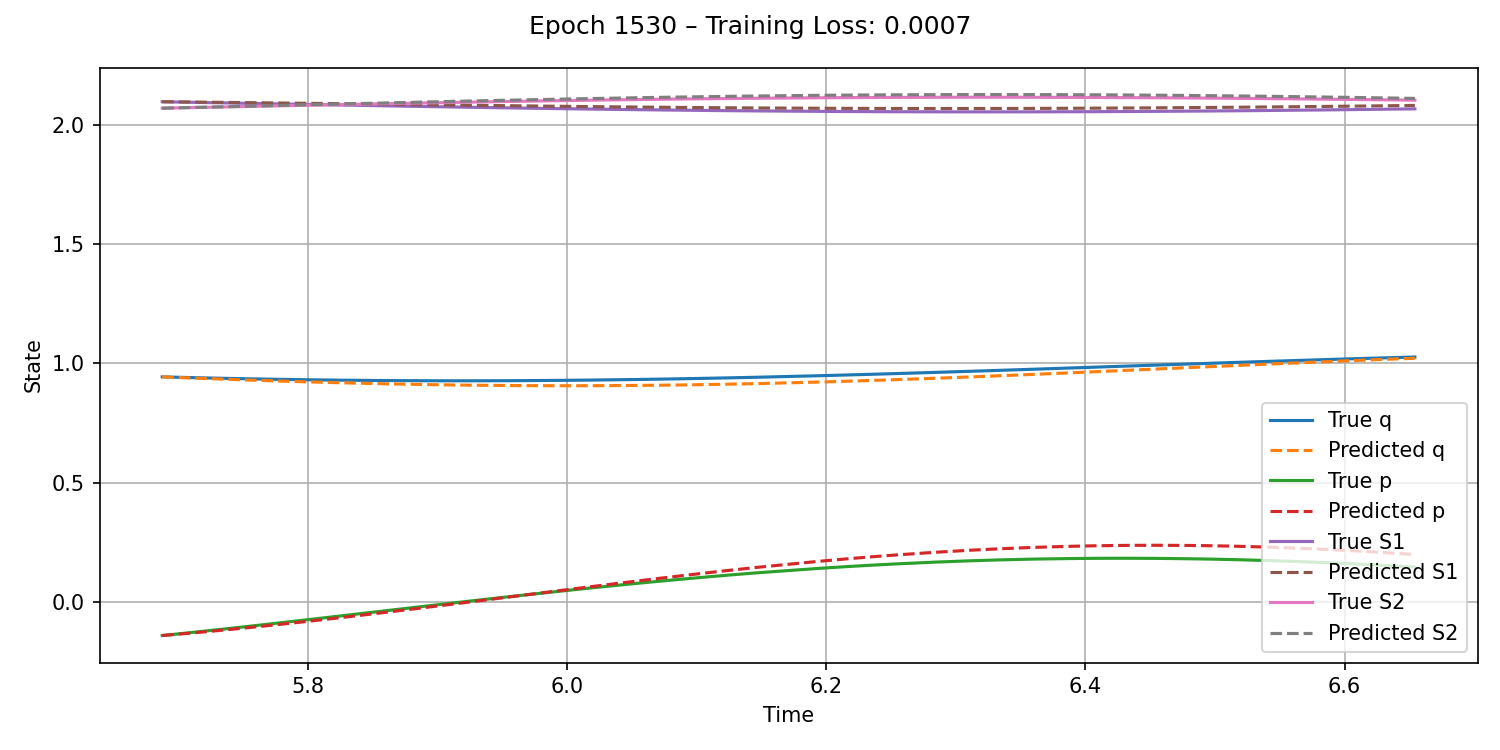 Epoch 1530 – Training Loss: 0.0007
State
2.0
1.5
1.0
0.5
0.0
5.8 6.0 6.2 6.4 6.6
Time
True q
Predicted q
True p
Predicted p
True S1
Predicted S1
True S2
Predicted S2